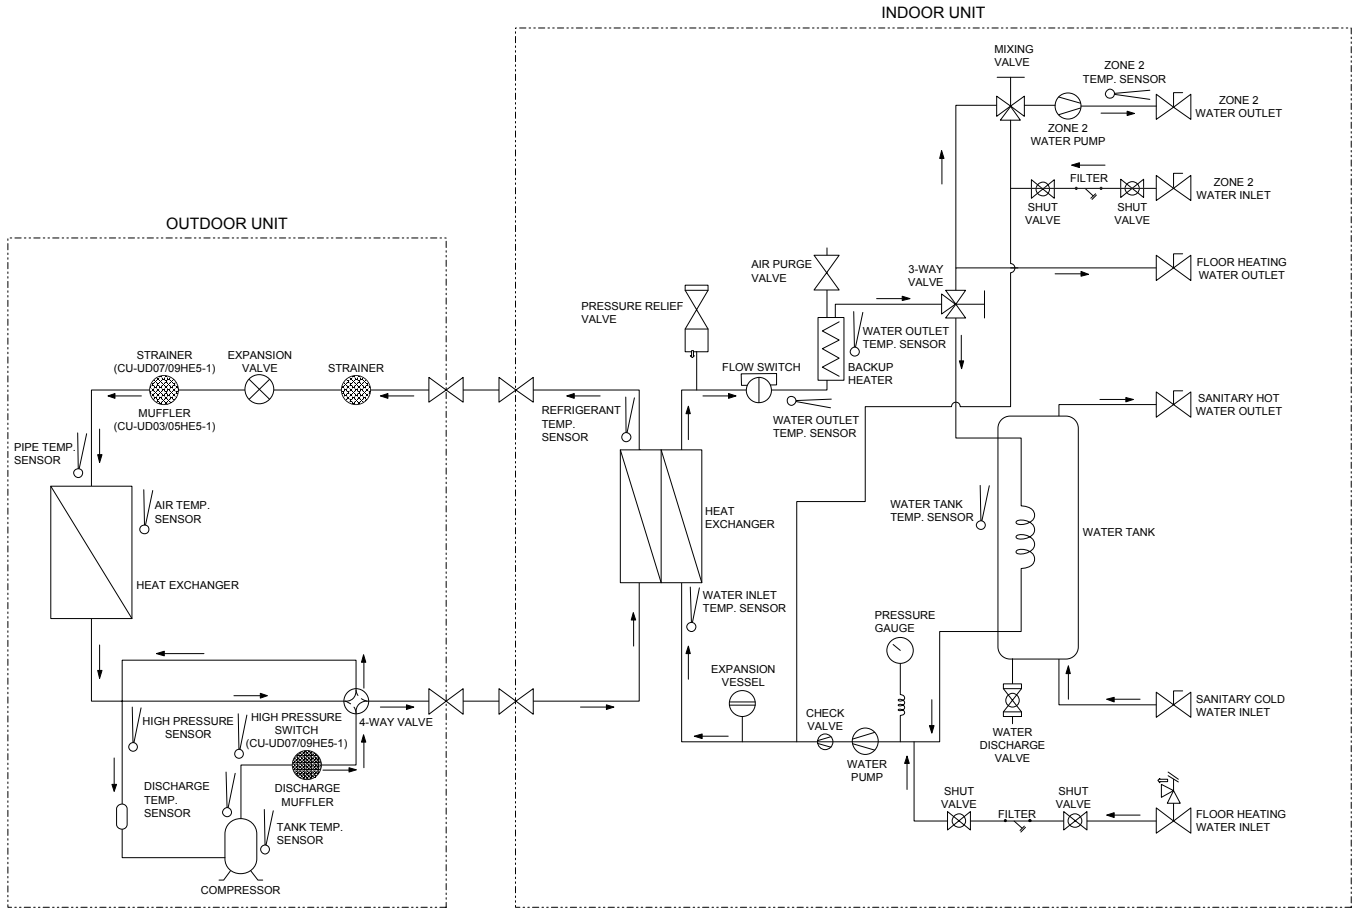 INDOOR UNIT
MIXING
VALVE
ZONE 2
TEMP. SENSOR
ZONE 2
WATER OUTLET
ZONE 2
WATER PUMP
FILTER
SHUT
VALVE
SHUT
VALVE
ZONE 2
WATER INLET
OUTDOOR UNIT
AIR PURGE
VALVE
3-WAY
VALVE
FLOOR HEATING
WATER OUTLET
PRESSURE RELIEF
VALVE
WATER OUTLET
TEMP. SENSOR
STRAINER
(CU-UD07/09HE5-1)
EXPANSION
VALVE
STRAINER
FLOW SWITCH
BACKUP
HEATER
MUFFLER
(CU-UD03/05HE5-1)
REFRIGERANT
TEMP.
SENSOR
WATER OUTLET
TEMP. SENSOR
SANITARY HOT
WATER OUTLET
PIPE TEMP.
SENSOR
AIR TEMP.
SENSOR
HEAT
EXCHANGER
WATER TANK
TEMP. SENSOR
WATER TANK
HEAT EXCHANGER
WATER INLET
TEMP. SENSOR
PRESSURE
GAUGE
EXPANSION
VESSEL
SANITARY COLD
WATER INLET
HIGH PRESSURE
SENSOR
HIGH PRESSURE
SWITCH
(CU-UD07/09HE5-1)
4-WAY VALVE
CHECK
VALVE
WATER
PUMP
WATER
DISCHARGE
VALVE
DISCHARGE
TEMP.
SENSOR
DISCHARGE
MUFFLER
SHUT
VALVE
FILTER
SHUT
VALVE
FLOOR HEATING
WATER INLET
TANK TEMP.
SENSOR
COMPRESSOR